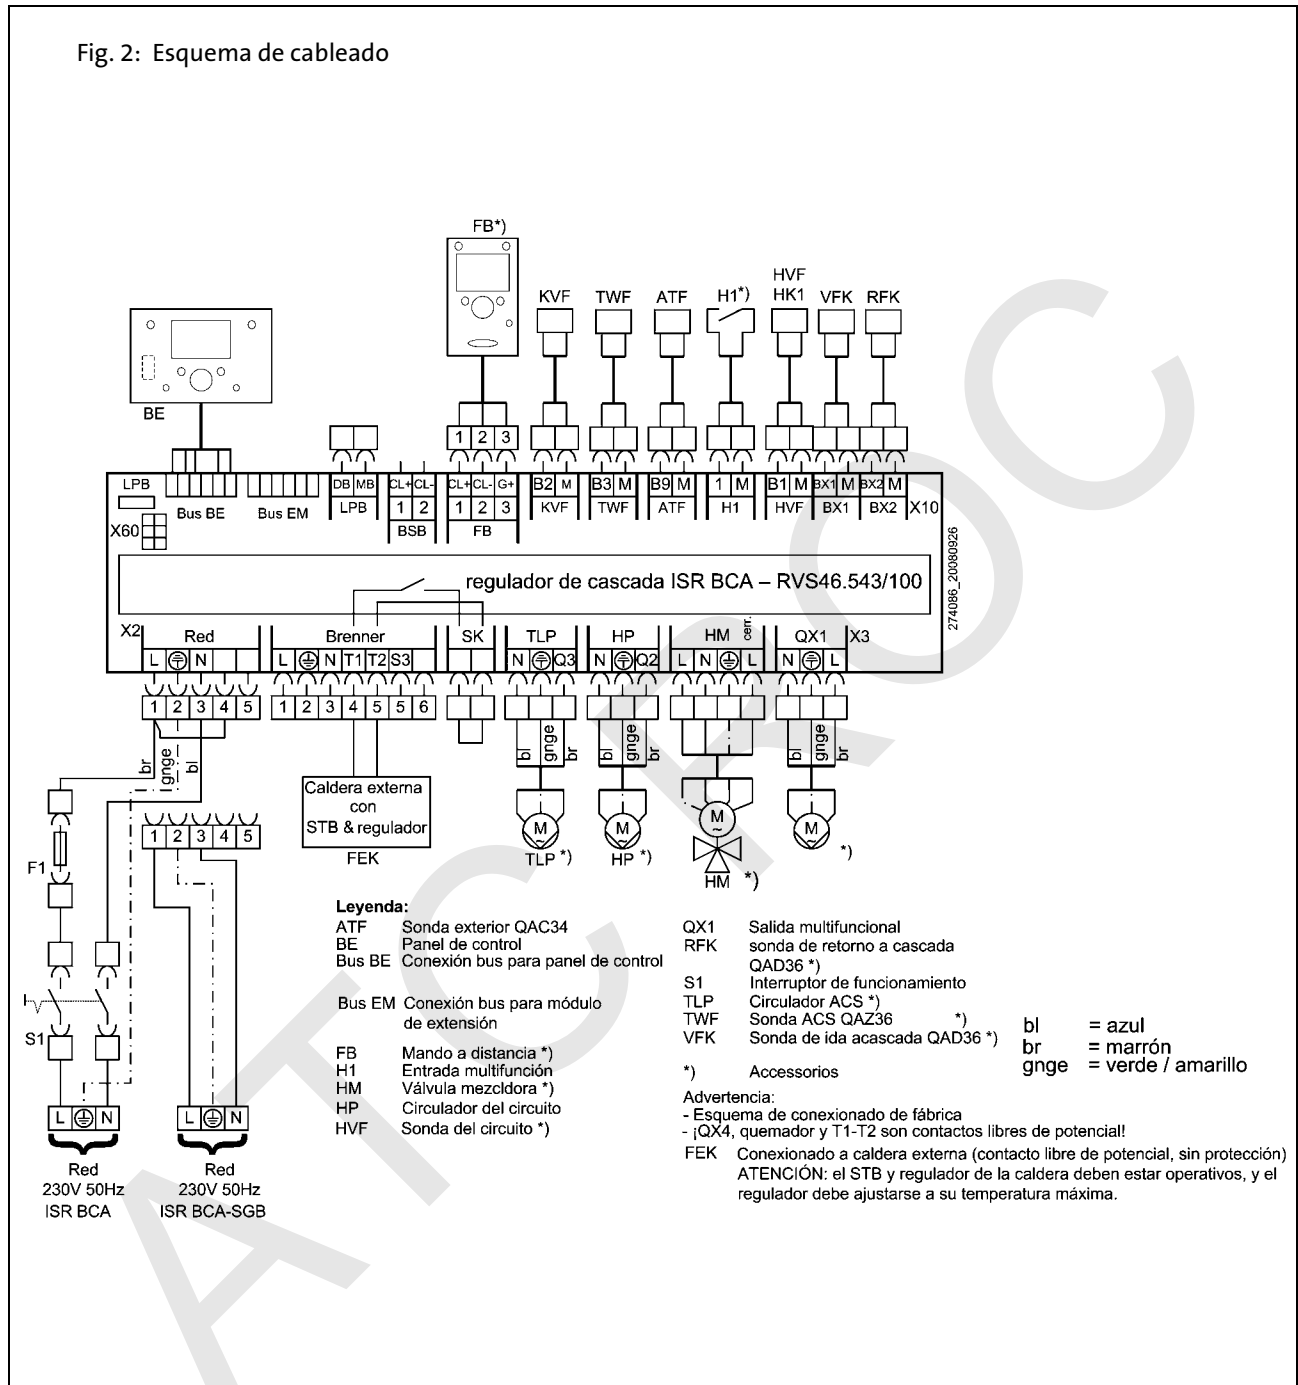 Fig. 2: Esquema de cableado
FB*)
HVF
KVF TWF ATF H1*) HK1 VFK RFK
BE
1 2 3
LPB DB MB CL+ CL- CL+ CL- G+ B2 M B3 M B9 M 1 M B1 M BX1 M BX2 M
Bus BE Bus EM LPB 1 2 1 2 3 KVF TWF ATF H1 HVF BX1 BX2 X10
X60 BSB FB
regulador de cascada ISR BCA – RVS46.543/100
274086_20080926
X2 Red Brenner SK TLP HP HM cerr. QX1 X3
L N L N T1 T2 S3 N Q3 N Q2 L N L N L
1 2 3 4 5 1 2 3 4 5 5 6
br gnge bl bl gnge br bl gnge br bl gnge br
Caldera externa
con
STB & regulador
FEK
M ~ M ~ M ~ M ~
TLP *) HP *) HM *) *)
1 2 3 4 5
F1
S1
L N L N
Red
230V 50Hz
ISR BCA
Red
230V 50Hz
ISR BCA-SGB
Leyenda:
ATF Sonda exterior QAC34
BE Panel de control
Bus BE Conexión bus para panel de control
Bus EM Conexión bus para módulo
de extensión
FB Mando a distancia *)
H1 Entrada multifunción
HM Válvula mezcldora *)
HP Circulador del circuito
HVF Sonda del circuito *)
QX1 Salida multifuncional
RFK sonda de retorno a cascada
QAD36 *)
S1 Interruptor de funcionamiento
TLP Circulador ACS *)
TWF Sonda ACS QAZ36 *)
VFK Sonda de ida acascada QAD36 *)
*) Accessorios
bl = azul
br = marrón
gnge = verde / amarillo
Advertencia:
- Esquema de conexionado de fábrica
- ¡QX4, quemador y T1-T2 son contactos libres de potencial!
FEK Conexionado a caldera externa (contacto libre de potencial, sin protección)
ATENCIÓN: el STB y regulador de la caldera deben estar operativos, y el
regulador debe ajustarse a su temperatura máxima.
ATC ROC